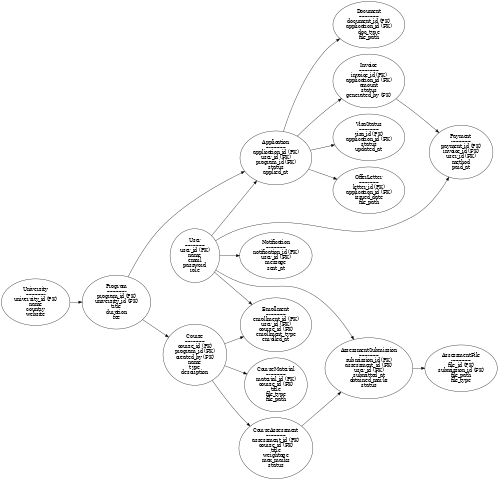 Document
document_id (PK)
application_id (FK)
doc_type
file_path
Invoice
invoice_id (PK)
application_id (FK)
amount
status
generated_by (FK)
VisaStatus
visa_id (PK)
application_id (FK)
status
updated_at
OfferLetter
letter_id (PK)
application_id (FK)
issued_date
file_path
Payment
payment_id (PK)
invoice_id (FK)
user_id (FK)
method
paid_at
Application
application_id (PK)
user_id (FK)
program_id (FK)
status
applied_at
User
user_id (PK)
name
email
password
role
Notification
notification_id (PK)
user_id (FK)
message
sent_at
University
university_id (PK)
name
country
website
Program
program_id (PK)
university_id (FK)
title
duration
fee
Enrollment
enrollment_id (PK)
user_id (FK)
course_id (FK)
enrollment_type
enrolled_at
Course
course_id (PK)
program_id (FK)
created_by (FK)
name
type
description
CourseMaterial
material_id (PK)
course_id (FK)
title
file_type
file_path
AssessmentSubmission
submission_id (PK)
assessment_id (FK)
user_id (FK)
submitted_at
obtained_marks
status
AssessmentFile
file_id (PK)
submission_id (FK)
file_path
file_type
CourseAssessment
assessment_id (PK)
course_id (FK)
title
weightage
max_marks
status